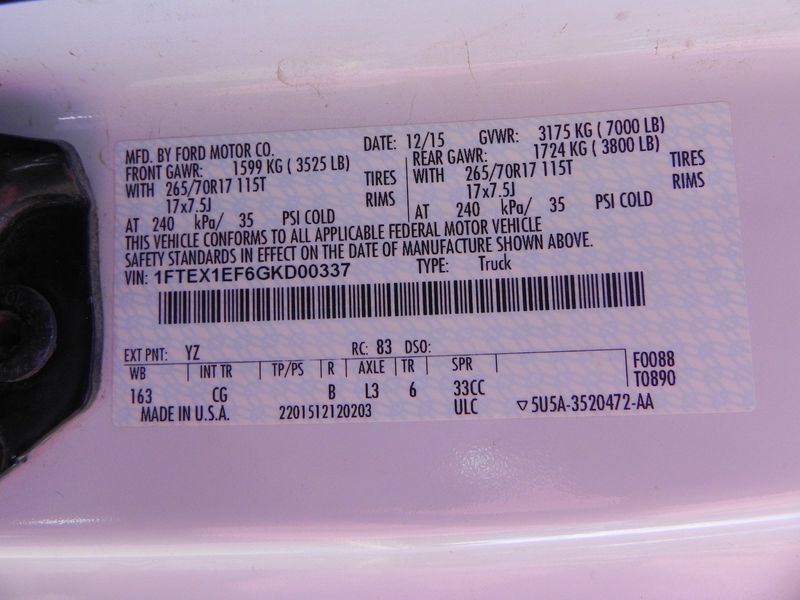 MFD. BY FORD MOTOR CO. DATE: 12/15 GVWR: 3175 KG ( 7000 LB)
FRONT GAWR: 1599 KG ( 3525 LB) REAR GAWR: 1724 KG ( 3800 LB)
WITH 265/70R17 115T TIRES WITH 265/70R17 115T TIRES
17x7.5J RIMS 17x7.5J RIMS
AT 240 kPa/ 35 PSI COLD AT 240 kPa/ 35 PSI COLD
THIS VEHICLE CONFORMS TO ALL APPLICABLE FEDERAL MOTOR VEHICLE
SAFETY STANDARDS IN EFFECT ON THE DATE OF MANUFACTURE SHOWN ABOVE.
VIN: 1FTEX1EF6GKD00337 TYPE: Truck
EXT PNT: YZ RC: 83 DSO:
WB INT TR TP/PS R AXLE TR SPR F0088
163 CG B L3 6 33CC T0890
MADE IN U.S.A. 2201512120203 ULC ▽5U5A-3520472-AA